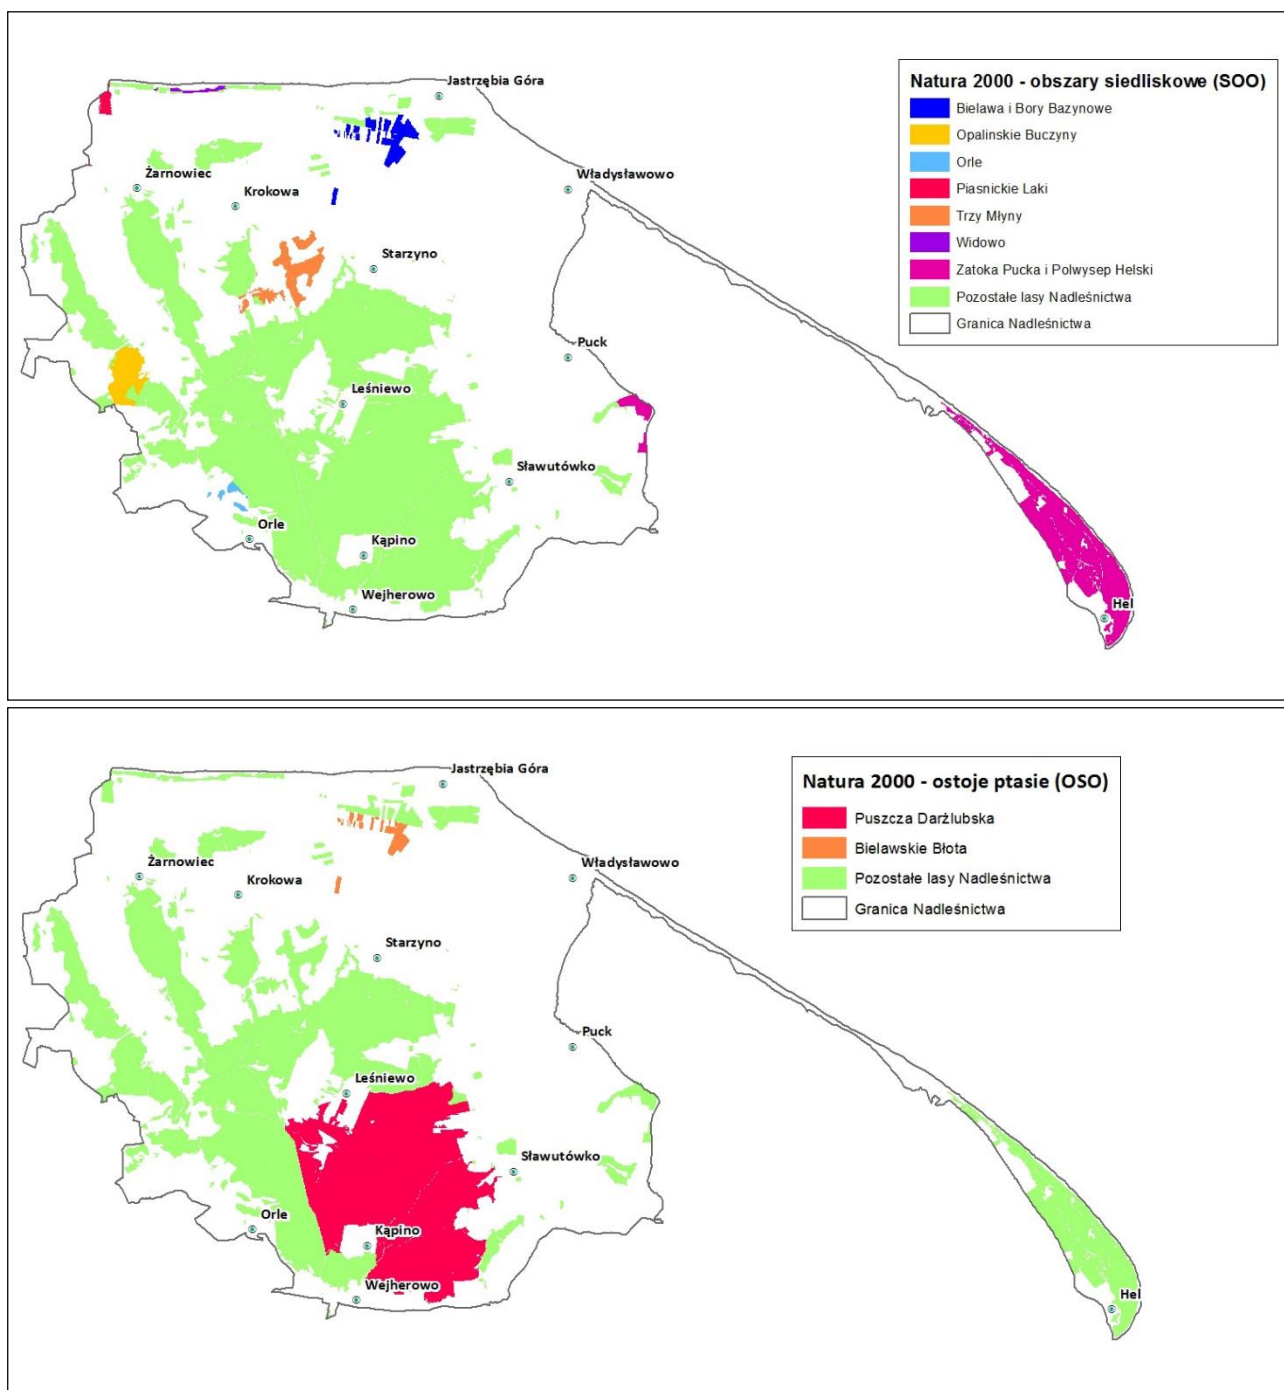 Jastrzębia Góra
Żarnowiec
Krokowa
Władysławowo
Starzyno
Puck
Leśniewo
Sławutówko
Orle
Kąpino
Wejherowo
Hel
Natura 2000 - obszary siedliskowe (SOO)
Bielawa i Bory Bazynowe
Opalinskie Buczyny
Orle
Piasnickie Laki
Trzy Młyny
Widowo
Zatoka Pucka i Polwysep Helski
Pozostałe lasy Nadleśnictwa
Granica Nadleśnictwa
Jastrzębia Góra
Żarnowiec
Krokowa
Władysławowo
Starzyno
Puck
Leśniewo
Sławutówko
Orle
Kąpino
Wejherowo
Hel
Natura 2000 - ostoje ptasie (OSO)
Puszcza Darżlubska
Bielawskie Błota
Pozostałe lasy Nadleśnictwa
Granica Nadleśnictwa